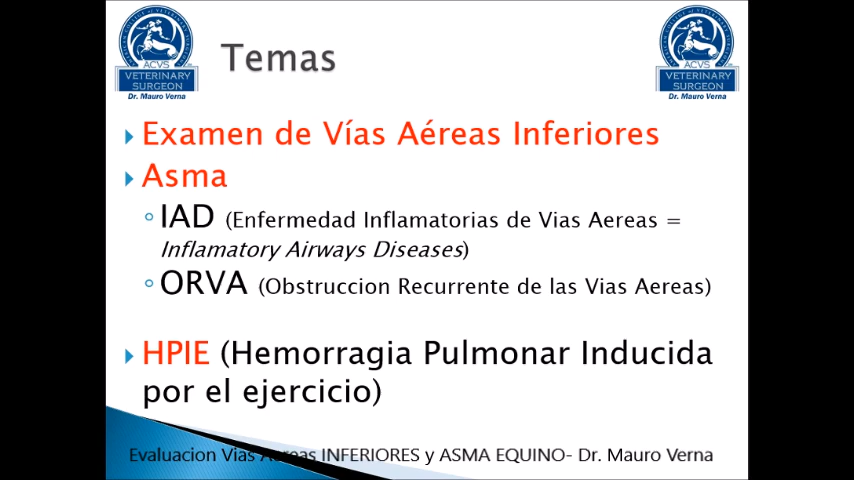 Temas
ACVS
VETERINARY
SURGEON
Dr. Mauro Verna
ACVS
VETERINARY
SURGEON
Dr. Mauro Verna
Examen de Vías Aéreas Inferiores
Asma
IAD (Enfermedad Inflamatorias de Vias Aereas =
Inflamatory Airways Diseases)
ORVA (Obstruccion Recurrente de las Vias Aereas)
HPIE (Hemorragia Pulmonar Inducida
por el ejercicio)
Evaluacion Vias Aereas INFERIORES y ASMA EQUINO- Dr. Mauro Verna